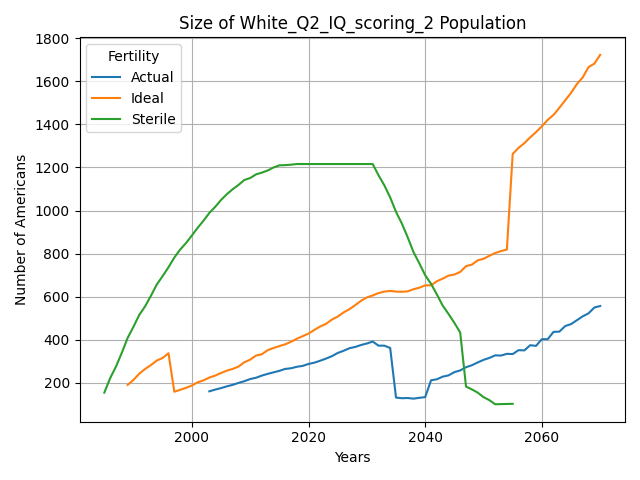 Size of White_Q2_IQ_scoring_2 Population
Fertility
Actual
Ideal
Sterile
Number of Americans
1800
1600
1400
1200
1000
800
600
400
200
2000 2020 2040 2060
Years